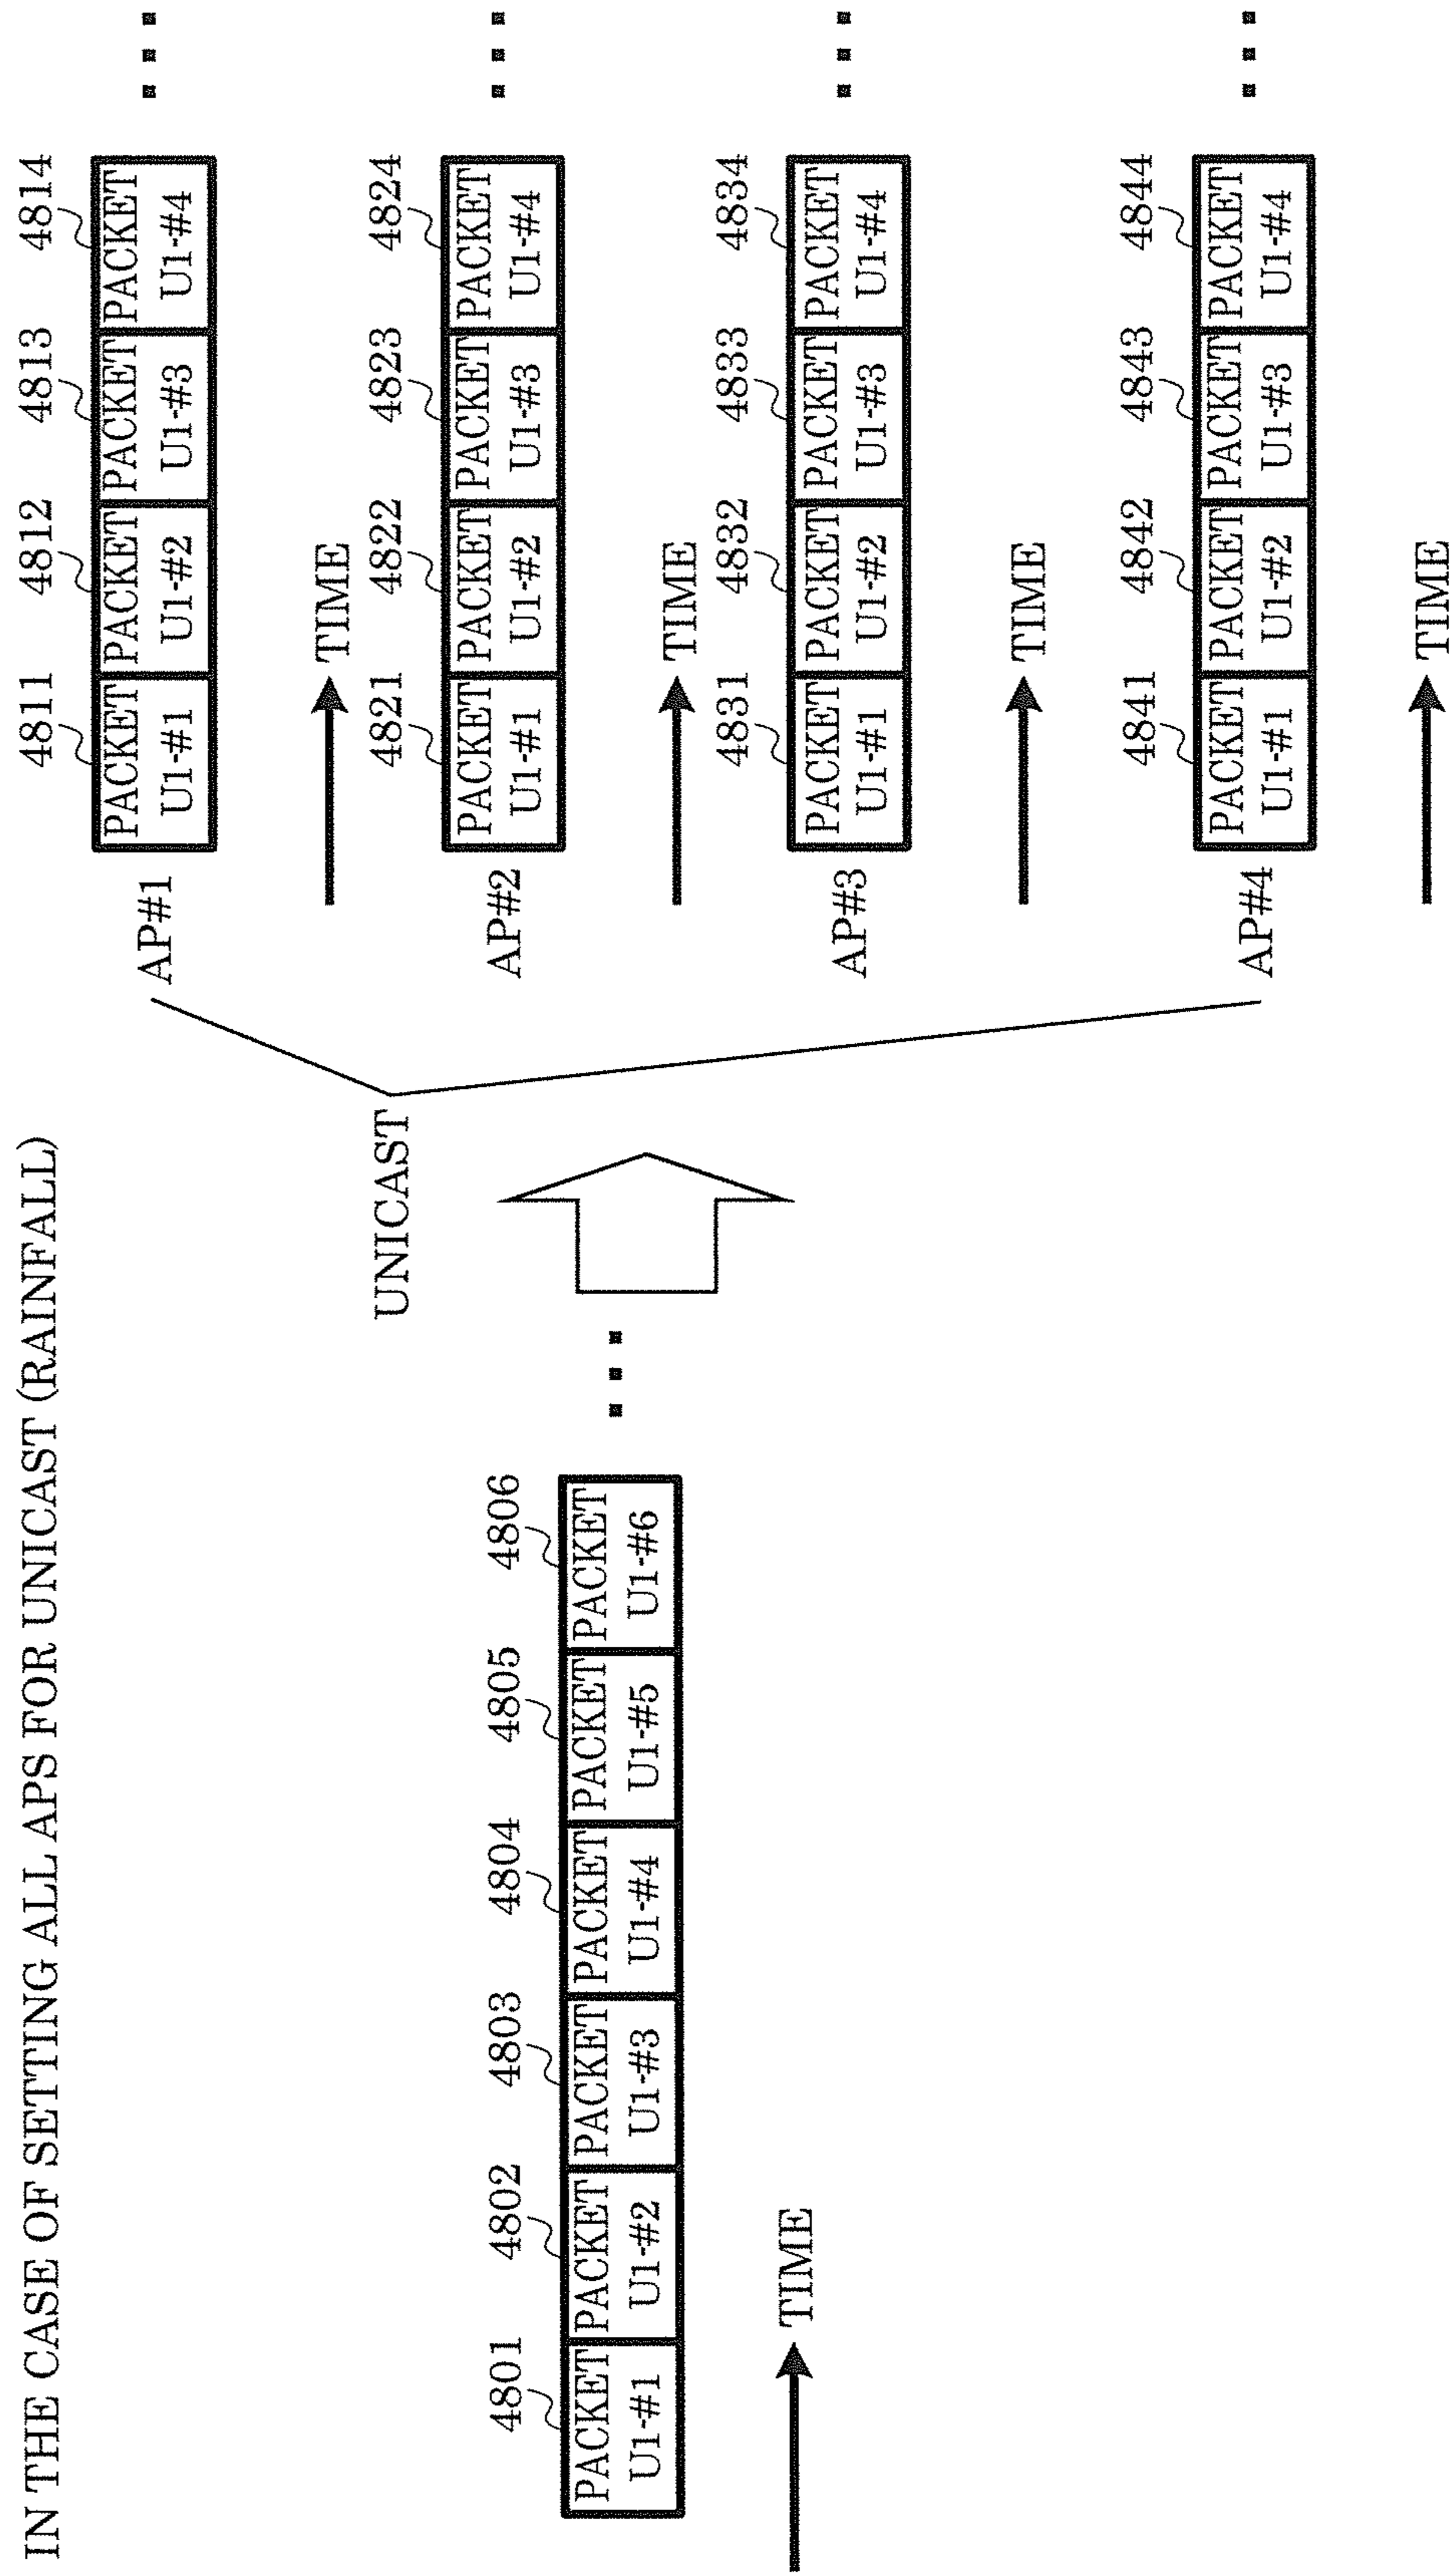 IN THE CASE OF SETTING ALL APS FOR UNICAST (RAINFALL)
4801 4802 4803 4804 4805 4806
PACKET PACKET PACKET PACKET PACKET PACKET
U1-#1 U1-#2 U1-#3 U1-#4 U1-#5 U1-#6
TIME
UNICAST
4811 4812 4813 4814
AP#1
PACKET PACKET PACKET PACKET
U1-#1 U1-#2 U1-#3 U1-#4
TIME
4821 4822 4823 4824
AP#2
PACKET PACKET PACKET PACKET
U1-#1 U1-#2 U1-#3 U1-#4
TIME
4831 4832 4833 4834
AP#3
PACKET PACKET PACKET PACKET
U1-#1 U1-#2 U1-#3 U1-#4
TIME
4841 4842 4843 4844
AP#4
PACKET PACKET PACKET PACKET
U1-#1 U1-#2 U1-#3 U1-#4
TIME